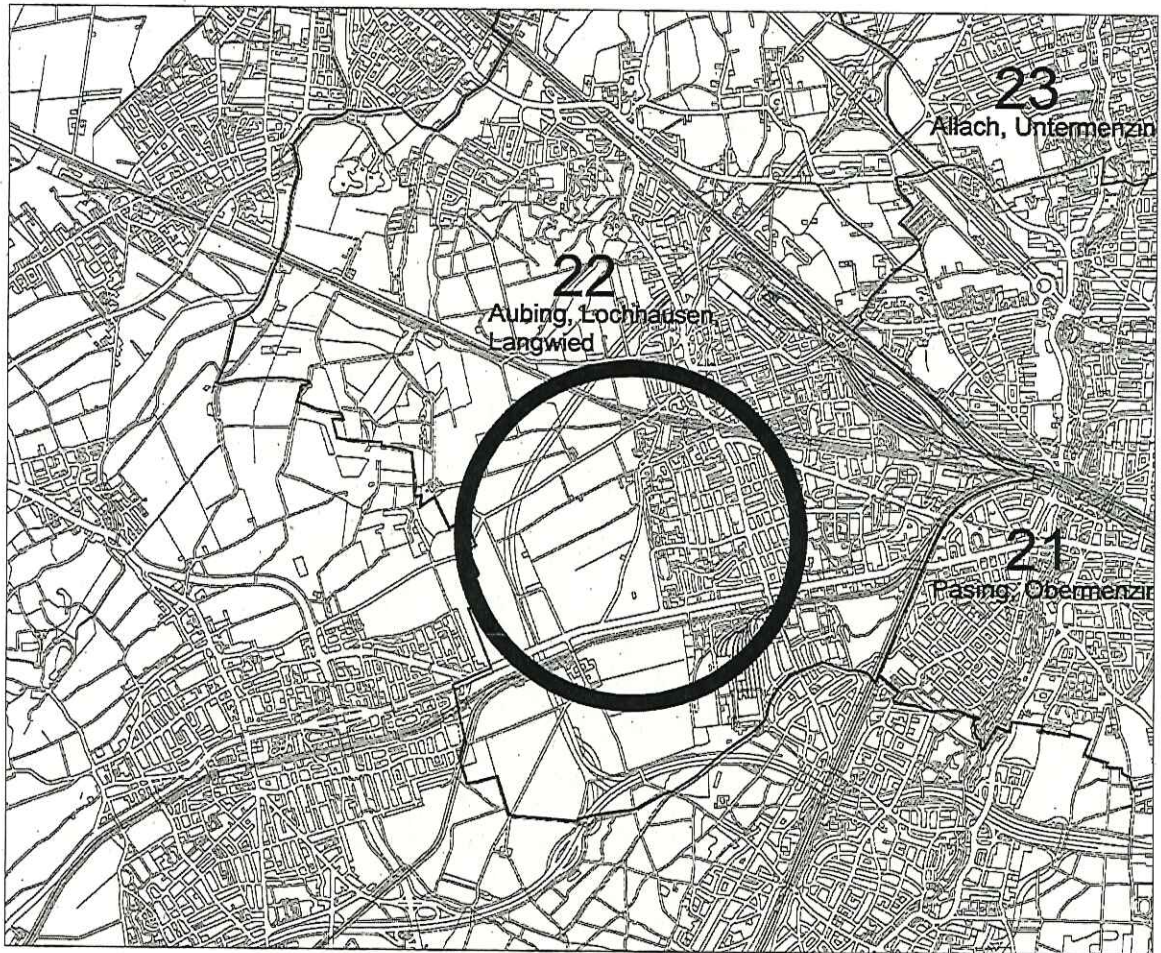 23
Allach, Untermenzin
22
Aubing, Lochhausen,
Langwied
21
Pasing, Obermenzin